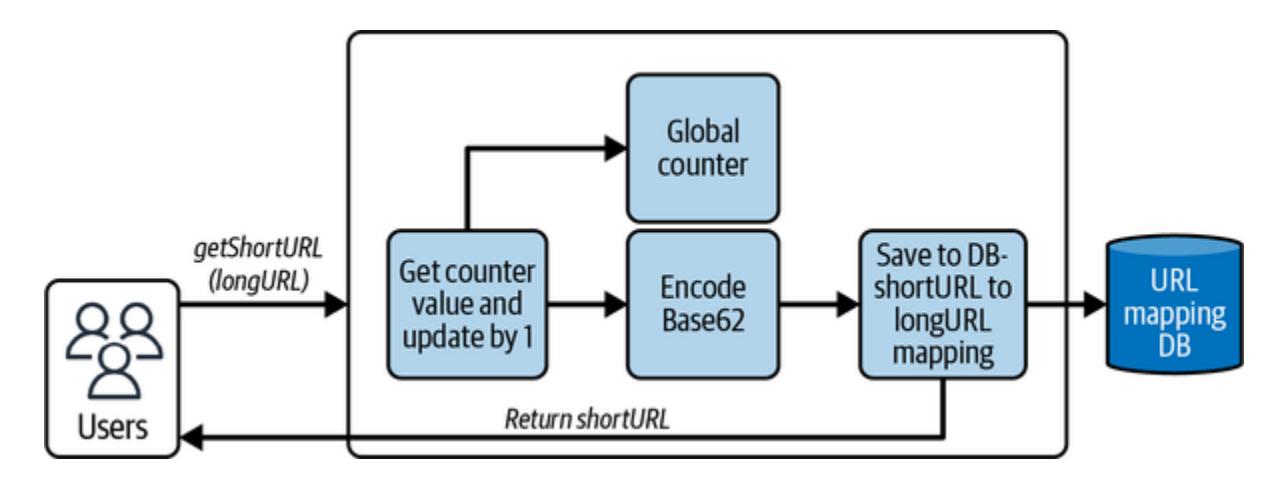 getShortURL
(longURL)
Users
Get counter
value and
update by 1
Global
counter
Encode
Base62
Save to DB-
shortURL to
longURL
mapping
URL
mapping
DB
Return shortURL